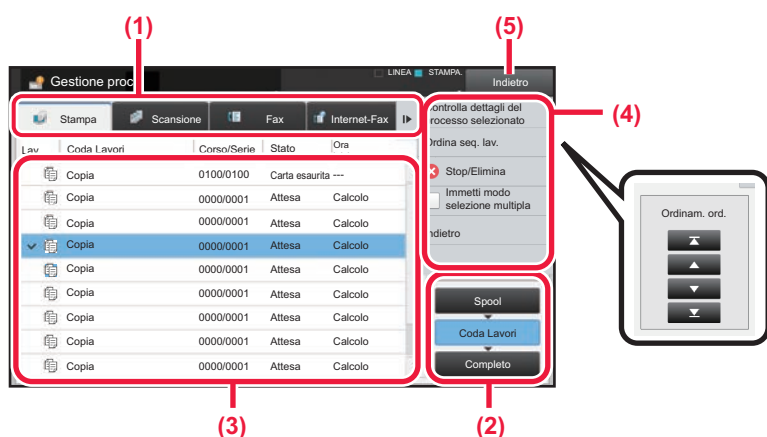 (1)
(5)
LINEA STAMPA.
Gestione proc
Indietro
Stampa Scansione Fax Internet-Fax
ontrolla dettagli del
rocesso selezionato
(4)
Lav Coda Lavori Corso/Serie Stato Ora
Ordina seq. lav.
Copia 0100/0100 Carta esaurita ---
Stop/Elimina
Copia 0000/0001 Attesa Calcolo
Immetti modo
selezione multipla
Copia 0000/0001 Attesa Calcolo
ndietro
Copia 0000/0001 Attesa Calcolo
Copia 0000/0001 Attesa Calcolo
Copia 0000/0001 Attesa Calcolo
Copia 0000/0001 Attesa Calcolo
Copia 0000/0001 Attesa Calcolo
Copia 0000/0001 Attesa Calcolo
Spool
Coda Lavori
Completo
Ordinam. ord.
(3)
(2)